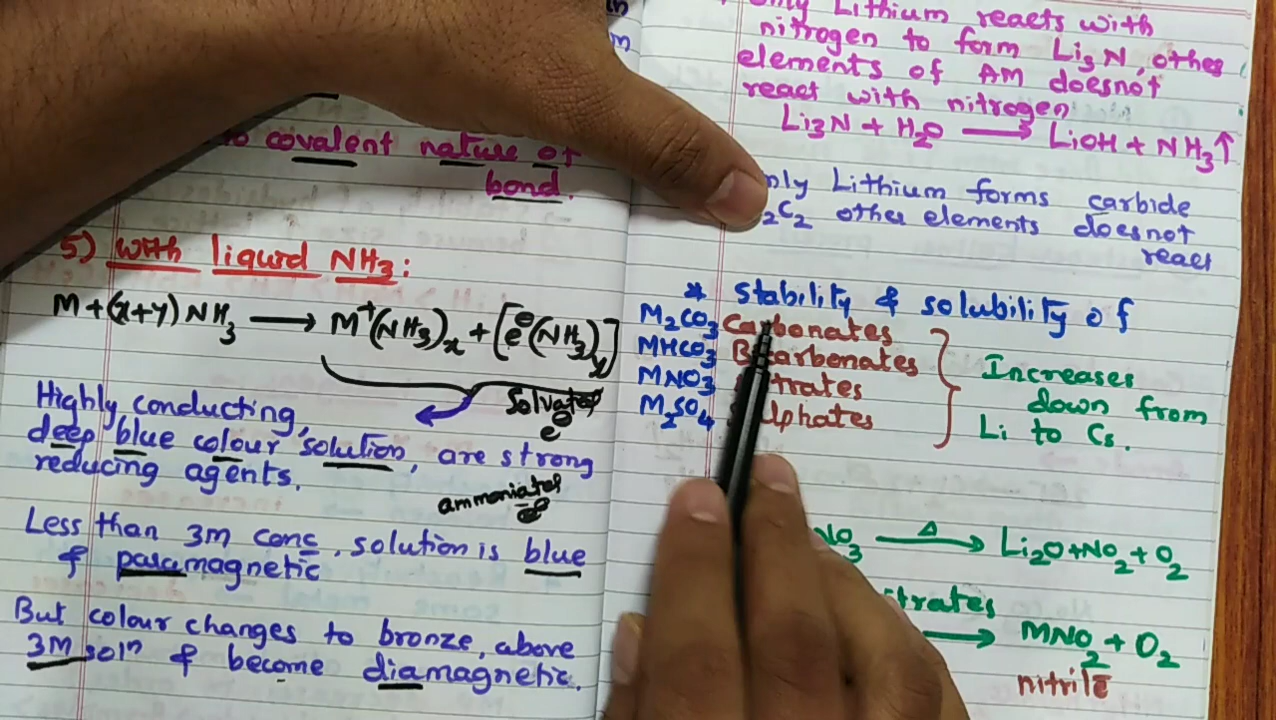 to covalent nature of
bond.
5) With liquid NH3:
M+(x+y) NH3 ⟶ M+(NH3)x + [e⊖(NH3)y]
Solvated
e⊖
Highly conducting,
deep blue colour solution, are strong
reducing agents.
ammoniated
e⊖
Less than 3M conc, solution is blue
& paramagnetic
But colour changes to bronze, above
3M soln & become diamagnetic.
Lithium reacts with
nitrogen to form Li3N, other
elements of AM doesnot
react with nitrogen
Li3N + H2O ⟶ LiOH + NH3↑
Lithium forms carbide
2C2 other elements doesnot
react
* Stability & solubility of
M2CO3 Carbonates
MHCO3 Bicarbonates
MNO3
M2SO4
Increases
down from
Li to Cs.
NO3 Δ⟶ Li2O+NO2+O2
⟶ MNO2 + O2
nitrile